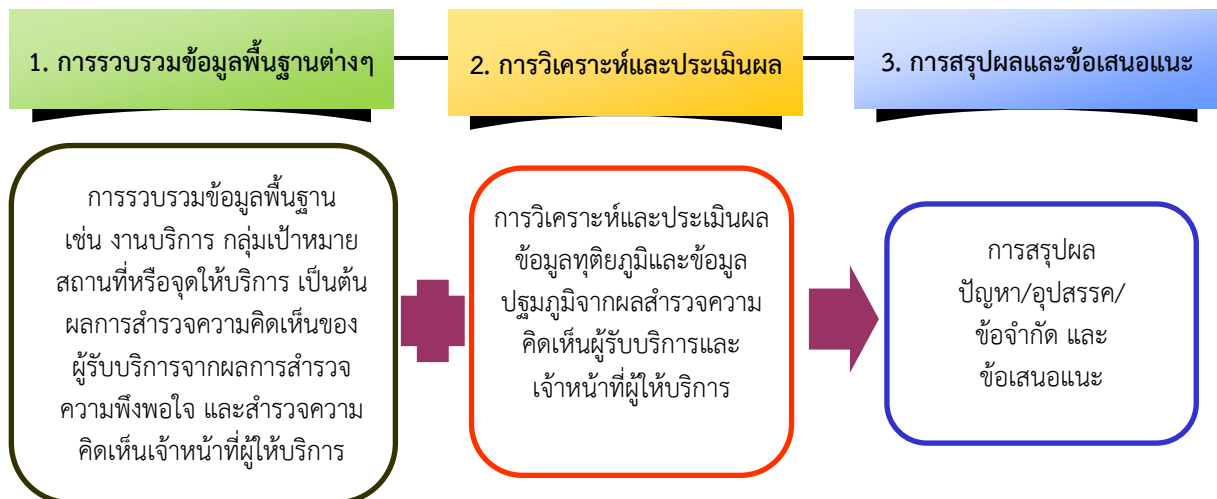 1. การรวบรวมข้อมูลพื้นฐานต่างๆ
2. การวิเคราะห์และประเมินผล
3. การสรุปผลและข้อเสนอแนะ
การรวบรวมข้อมูลพื้นฐาน
เช่น งานบริการ กลุ่มเป้าหมาย
สถานที่หรือจุดให้บริการ เป็นต้น
ผลการสำรวจความคิดเห็นของ
ผู้รับบริการจากผลการสำรวจ
ความพึงพอใจ และสำรวจความ
คิดเห็นเจ้าหน้าที่ผู้ให้บริการ
การวิเคราะห์และประเมินผล
ข้อมูลทุติยภูมิและข้อมูล
ปฐมภูมิจากผลสำรวจความ
คิดเห็นผู้รับบริการและ
เจ้าหน้าที่ผู้ให้บริการ
การสรุปผล
ปัญหา/อุปสรรค/
ข้อจำกัด และ
ข้อเสนอแนะ